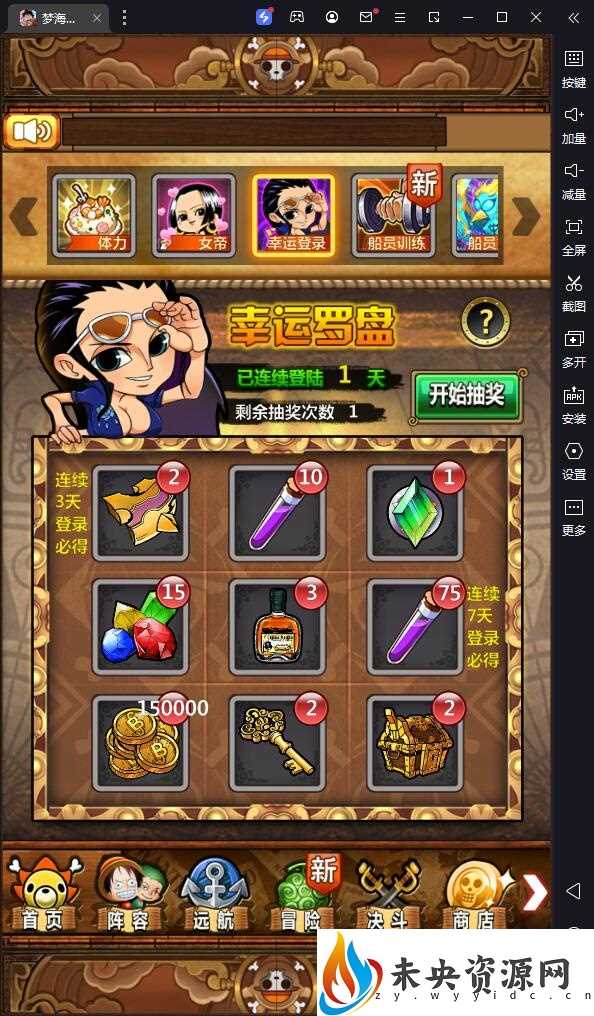 梦海...
按键
加量
减量
全屏
截图
多开
APK
安装
设置
更多
新
体力
女帝
幸运登录
船员训练
船员
幸运罗盘
?
已连续登陆 1 天
剩余抽奖次数 1
开始抽奖
连续
3天
登录
必得
2
10
1
15
3
75
连续
7天
登录
必得
150000
2
2
新
首页
阵容
远航
冒险
决斗
商店
未央资源网
zy.wyyidc.cn